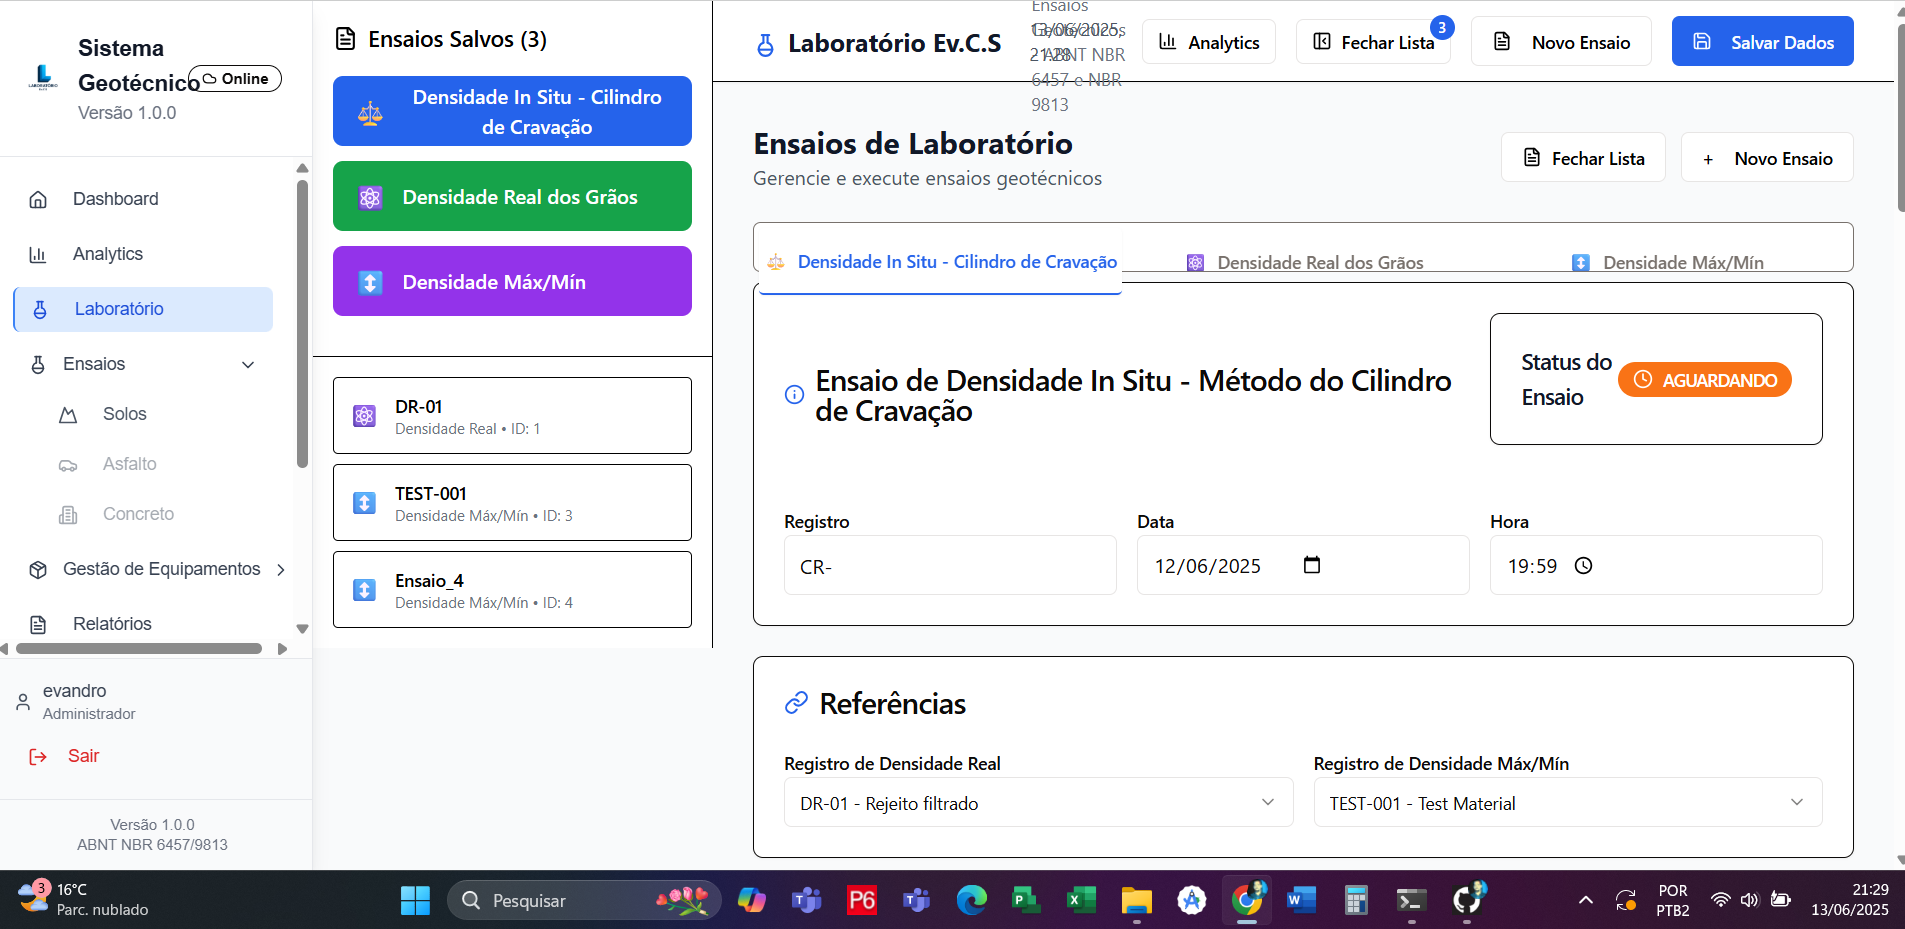 Sistema
Geotécnico
Online
Versão 1.0.0
Dashboard
Analytics
Laboratório
Ensaios
Solos
Asfalto
Concreto
Gestão de Equipamentos
Relatórios
evandro
Administrador
Sair
Versão 1.0.0
ABNT NBR 6457/9813
Ensaios Salvos (3)
Densidade In Situ - Cilindro
de Cravação
Densidade Real dos Grãos
Densidade Máx/Mín
DR-01
Densidade Real • ID: 1
TEST-001
Densidade Máx/Mín • ID: 3
Ensaio_4
Densidade Máx/Mín • ID: 4
Laboratório Ev.C.S
Ensaios
Geotécnicos
- ABNT NBR
6457 e NBR
9813
13/06/2025,
21:28
Analytics
Fechar Lista
3
Novo Ensaio
Salvar Dados
Ensaios de Laboratório
Gerencie e execute ensaios geotécnicos
Fechar Lista
+ Novo Ensaio
Densidade In Situ - Cilindro de Cravação
Densidade Real dos Grãos
Densidade Máx/Mín
Ensaio de Densidade In Situ - Método do Cilindro
de Cravação
Status do
Ensaio
AGUARDANDO
Registro
CR-
Data
12/06/2025
Hora
19:59
Referências
Registro de Densidade Real
DR-01 - Rejeito filtrado
Registro de Densidade Máx/Mín
TEST-001 - Test Material
3
16°C
Parc. nublado
Pesquisar
P6
POR
PTB2
21:29
13/06/2025